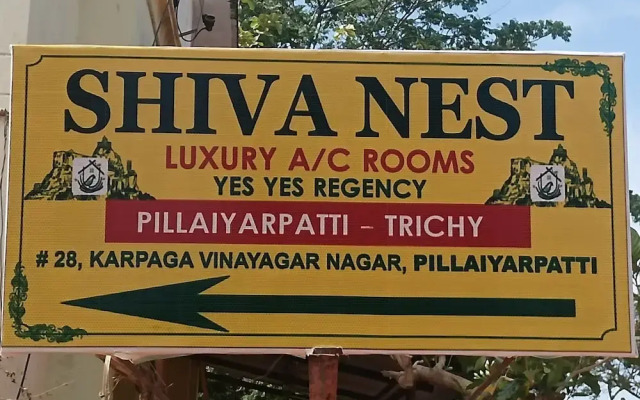 SHIVA NEST
LUXURY A/C ROOMS
YES YES REGENCY
PILLAIYARPATTI - TRICHY
# 28, KARPAGA VINAYAGAR NAGAR, PILLAIYARPATTI